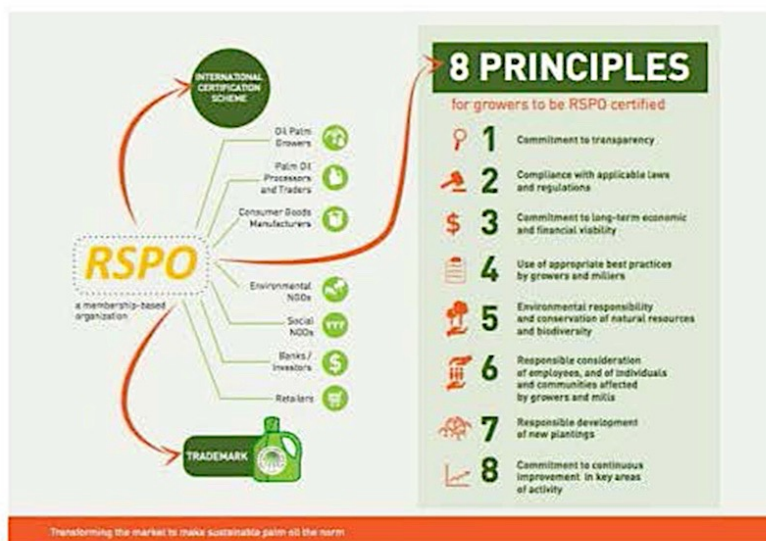 INTERNATIONAL
CERTIFICATION
SCHEME
Oil Palm
Growers
Palm Oil
Processors
and Traders
Consumer Goods
Manufacturers
RSPO
a membership-based
organization
Environmental
NGOs
Social
NGOs
Banks /
Investors
$
Retailers
TRADEMARK
8 PRINCIPLES
for growers to be RSPO certified
1 Commitment to transparency
2 Compliance with applicable laws
and regulations
$ 3 Commitment to long-term economic
and financial viability
4 Use of appropriate best practices
by growers and millers
5 Environmental responsibility
and conservation of natural resources
and biodiversity
6 Responsible consideration
of employees, and of individuals
and communities affected
by growers and mills
7 Responsible development
of new plantings
8 Commitment to continuous
improvement in key areas
of activity
Transforming the market to make sustainable palm oil the norm